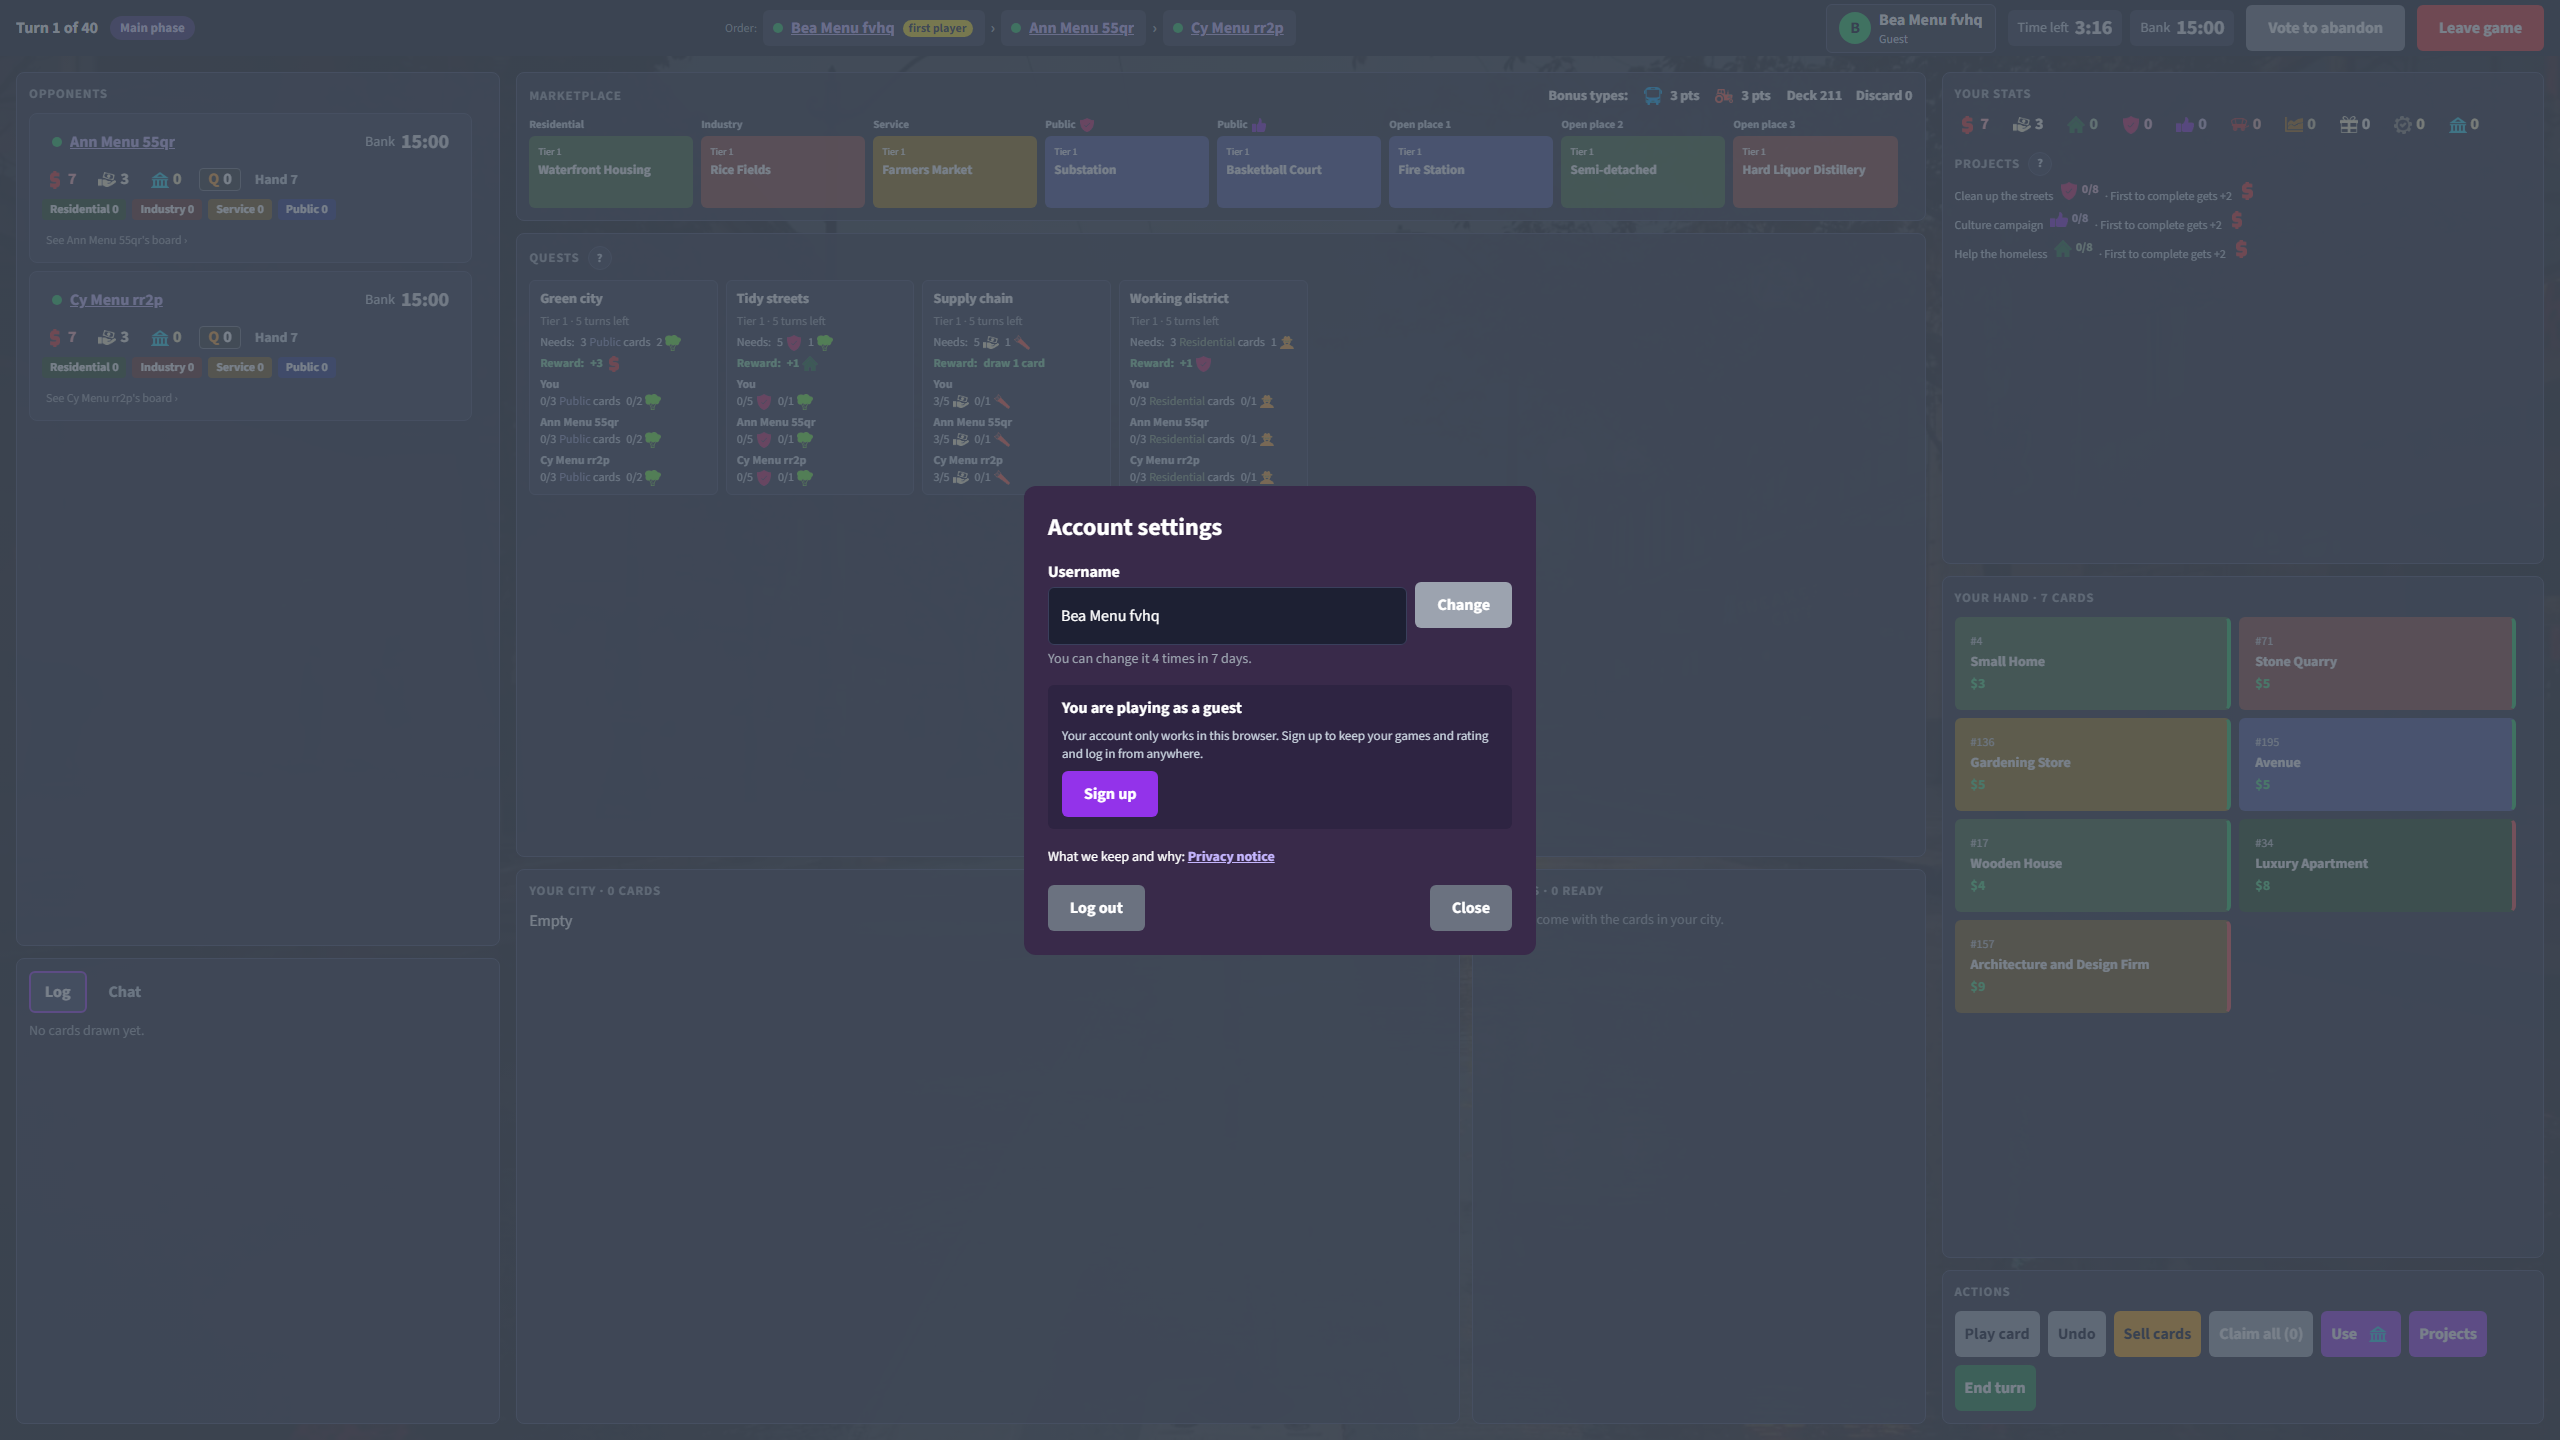 Turn 1 of 40 Main phase
Order: Bea Menu fvhq first player › Ann Menu 55qr › Cy Menu rr2p
B Bea Menu fvhq
Guest
Time left 3:16 Bank 15:00 Vote to abandon Leave game
OPPONENTS
Ann Menu 55qr Bank 15:00
7 3 0 Q 0 Hand 7
Residential 0 Industry 0 Service 0 Public 0
See Ann Menu 55qr's board ›
Cy Menu rr2p Bank 15:00
7 3 0 Q 0 Hand 7
Residential 0 Industry 0 Service 0 Public 0
See Cy Menu rr2p's board ›
Log Chat
No cards drawn yet.
MARKETPLACE Bonus types: 3 pts 3 pts Deck 211 Discard 0
Residential Industry Service Public Public Open place 1 Open place 2 Open place 3
Tier 1 Tier 1 Tier 1 Tier 1 Tier 1 Tier 1 Tier 1 Tier 1
Waterfront Housing Rice Fields Farmers Market Substation Basketball Court Fire Station Semi-detached Hard Liquor Distillery
QUESTS ?
Green city
Tier 1 · 5 turns left
Needs: 3 Public cards 2
Reward: +3
You
0/3 Public cards 0/2
Ann Menu 55qr
0/3 Public cards 0/2
Cy Menu rr2p
0/3 Public cards 0/2
Tidy streets
Tier 1 · 5 turns left
Needs: 5 1
Reward: +1
You
0/5 0/1
Ann Menu 55qr
0/5 0/1
Cy Menu rr2p
0/5 0/1
Supply chain
Tier 1 · 5 turns left
Needs: 5 1
Reward: draw 1 card
You
3/5 0/1
Ann Menu 55qr
3/5 0/1
Cy Menu rr2p
3/5 0/1
Working district
Tier 1 · 5 turns left
Needs: 3 Residential cards 1
Reward: +1
You
0/3 Residential cards 0/1
Ann Menu 55qr
0/3 Residential cards 0/1
Cy Menu rr2p
0/3 Residential cards 0/1
Account settings
Username
Bea Menu fvhq Change
You can change it 4 times in 7 days.
You are playing as a guest
Your account only works in this browser. Sign up to keep your games and rating
and log in from anywhere.
Sign up
What we keep and why: Privacy notice
Log out Close
YOUR CITY · 0 CARDS
Empty
· 0 READY
come with the cards in your city.
YOUR STATS
7 3 0 0 0 0 0 0 0 0
PROJECTS ?
Clean up the streets 0/8 · First to complete gets +2
Culture campaign 0/8 · First to complete gets +2
Help the homeless 0/8 · First to complete gets +2
YOUR HAND · 7 CARDS
#4
Small Home
$3
#71
Stone Quarry
$5
#136
Gardening Store
$5
#195
Avenue
$5
#17
Wooden House
$4
#34
Luxury Apartment
$8
#157
Architecture and Design Firm
$9
ACTIONS
Play card Undo Sell cards Claim all (0) Use Projects
End turn